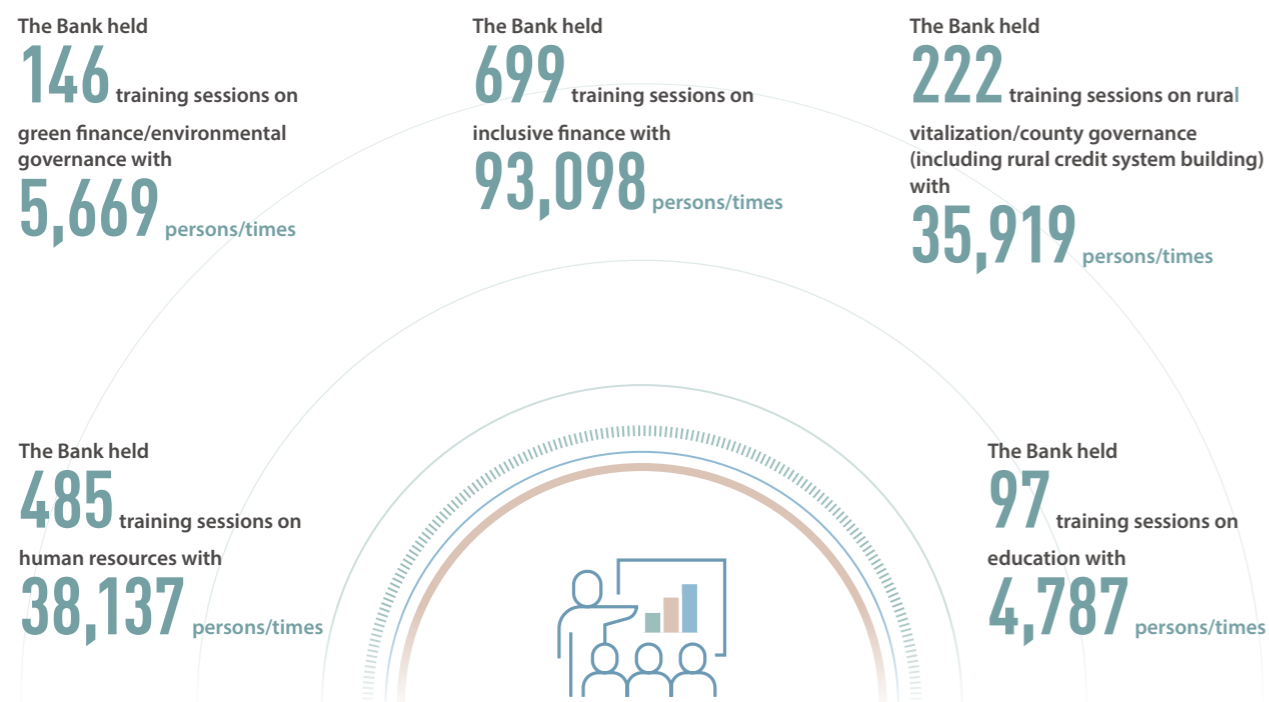 The Bank held
146 training sessions on
green finance/environmental
governance with
5,669 persons/times
The Bank held
699 training sessions on
inclusive finance with
93,098 persons/times
The Bank held
222 training sessions on rural
vitalization/county governance
(including rural credit system building)
with
35,919 persons/times
The Bank held
485 training sessions on
human resources with
38,137 persons/times
The Bank held
97 training sessions on
education with
4,787 persons/times